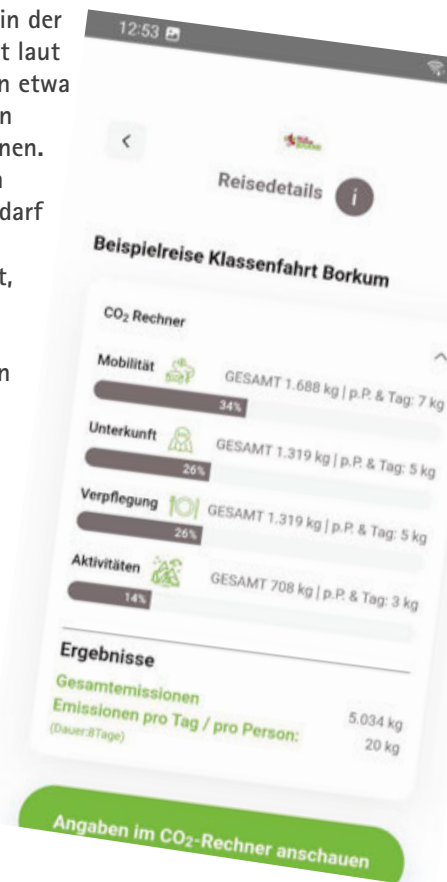 in der
t laut
n etwa
n
nen.
n
darf
t,
n
12:53
Reisedetails i
Beispielreise Klassenfahrt Borkum
CO₂ Rechner
Mobilität GESAMT 1.688 kg | p.P. & Tag: 7 kg
34%
Unterkunft GESAMT 1.319 kg | p.P. & Tag: 5 kg
26%
Verpflegung GESAMT 1.319 kg | p.P. & Tag: 5 kg
26%
Aktivitäten GESAMT 708 kg | p.P. & Tag: 3 kg
14%
Ergebnisse
Gesamtemissionen 5.034 kg
Emissionen pro Tag / pro Person: 20 kg
(Dauer:8Tage)
Angaben im CO₂-Rechner anschauen